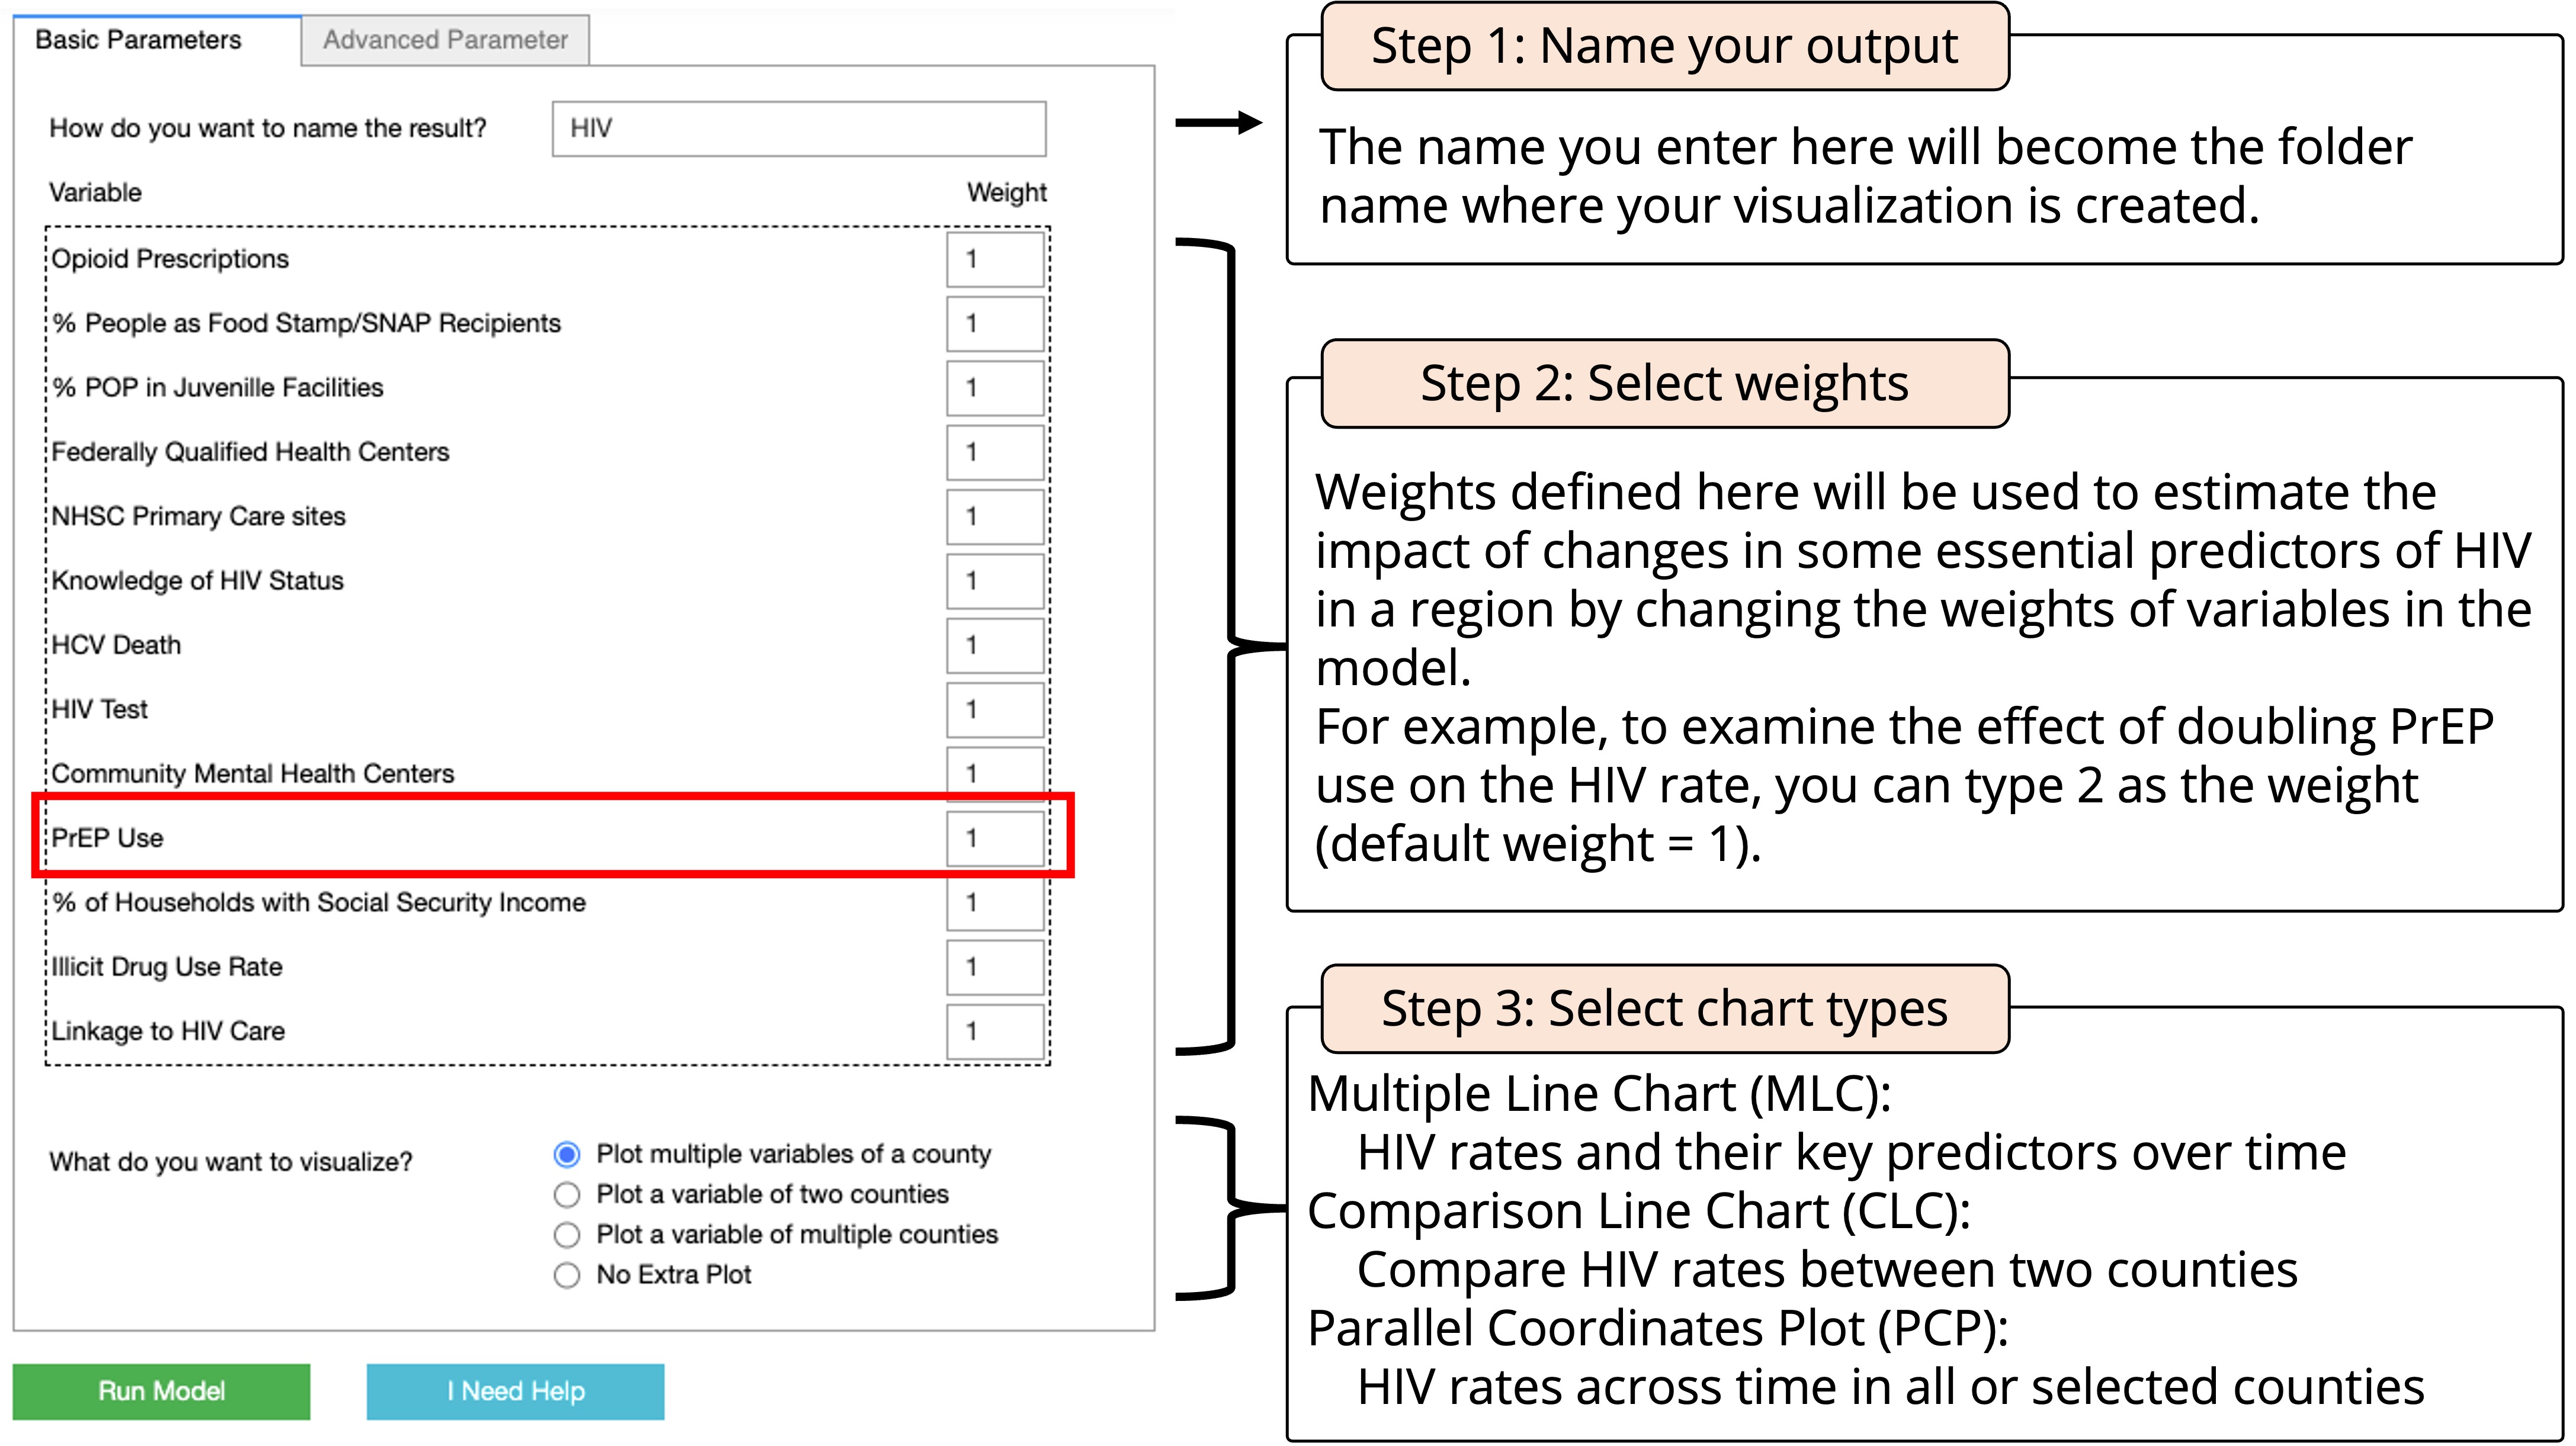 Basic Parameters
Advanced Parameter
How do you want to name the result?
HIV
Variable
Weight
Opioid Prescriptions
1
% People as Food Stamp/SNAP Recipients
1
% POP in Juvenille Facilities
1
Federally Qualified Health Centers
1
NHSC Primary Care sites
1
Knowledge of HIV Status
1
HCV Death
1
HIV Test
1
Community Mental Health Centers
1
PrEP Use
1
% of Households with Social Security Income
1
Illicit Drug Use Rate
1
Linkage to HIV Care
1
What do you want to visualize?
Plot multiple variables of a county
Plot a variable of two counties
Plot a variable of multiple counties
No Extra Plot
Run Model
I Need Help
Step 1: Name your output
The name you enter here will become the folder
name where your visualization is created.
Step 2: Select weights
Weights defined here will be used to estimate the
impact of changes in some essential predictors of HIV
in a region by changing the weights of variables in the
model.
For example, to examine the effect of doubling PrEP
use on the HIV rate, you can type 2 as the weight
(default weight = 1).
Step 3: Select chart types
Multiple Line Chart (MLC):
HIV rates and their key predictors over time
Comparison Line Chart (CLC):
Compare HIV rates between two counties
Parallel Coordinates Plot (PCP):
HIV rates across time in all or selected counties